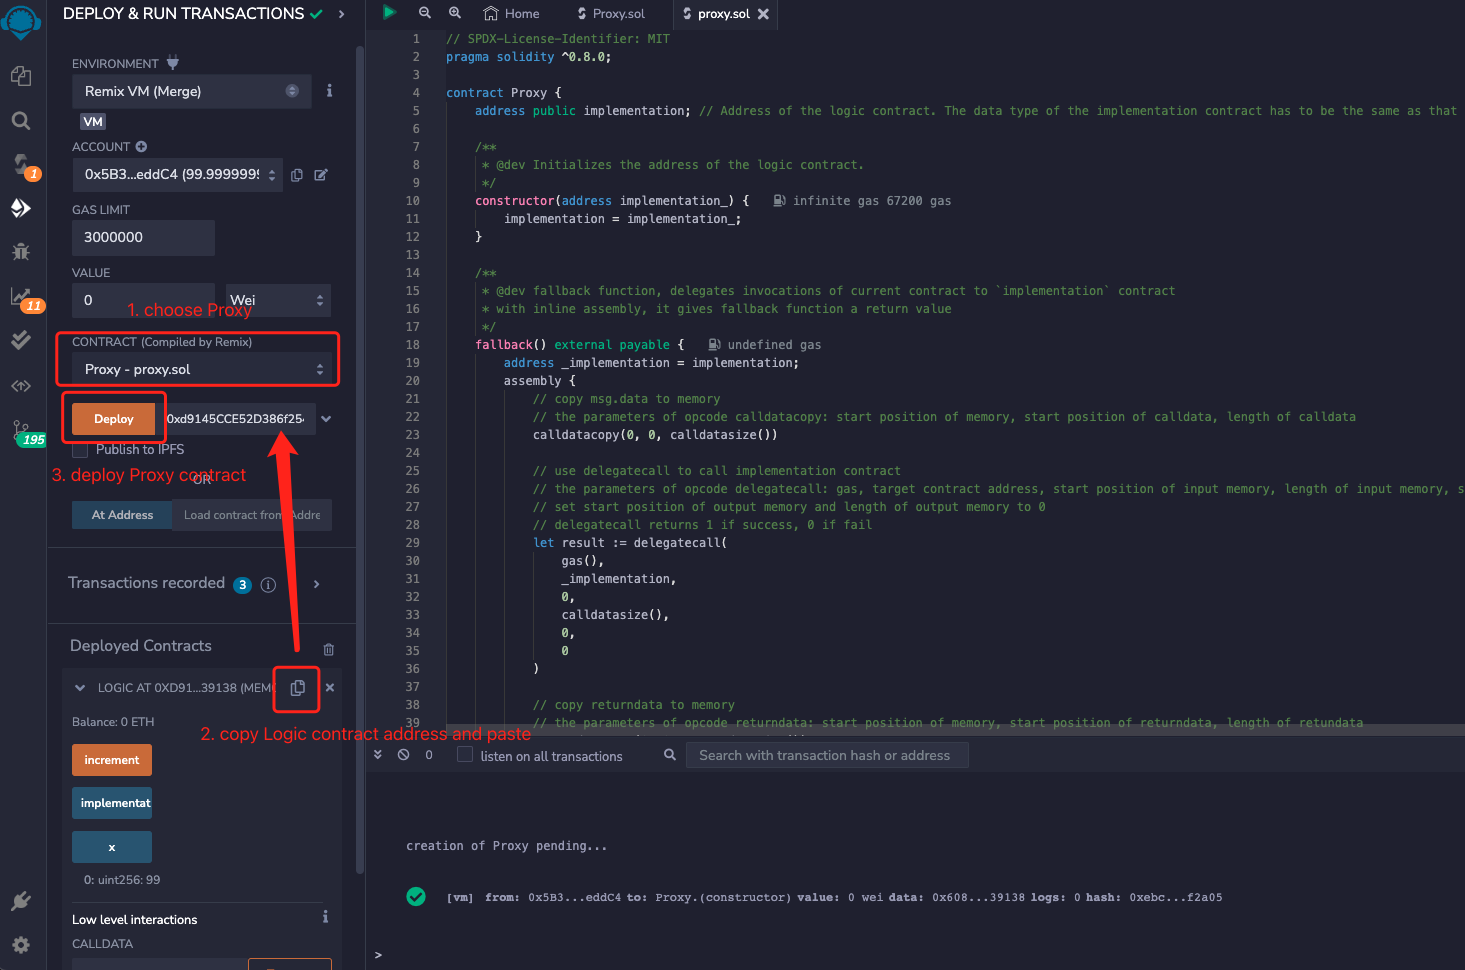 DEPLOY & RUN TRANSACTIONS
ENVIRONMENT
Remix VM (Merge)
VM
ACCOUNT
0x5B3...eddC4 (99.9999999
GAS LIMIT
3000000
VALUE
0
Wei
1. choose Proxy
CONTRACT (Compiled by Remix)
Proxy - proxy.sol
Deploy
0xd9145CCE52D386f254
Publish to IPFS
3. deploy Proxy contract
OR
At Address
Load contract from Addre
Transactions recorded 3
Deployed Contracts
LOGIC AT 0XD91...39138 (MEMO
2. copy Logic contract address and paste
Balance: 0 ETH
increment
implementat
x
0: uint256: 99
Low level interactions
CALLDATA
1
11
195
Home
Proxy.sol
proxy.sol
1 // SPDX-License-Identifier: MIT
2 pragma solidity ^0.8.0;
3
4 contract Proxy {
5 address public implementation; // Address of the logic contract. The data type of the implementation contract has to be the same as that
6
7 /**
8 * @dev Initializes the address of the logic contract.
9 */
10 constructor(address implementation_) { infinite gas 67200 gas
11 implementation = implementation_;
12 }
13
14 /**
15 * @dev fallback function, delegates invocations of current contract to `implementation` contract
16 * with inline assembly, it gives fallback function a return value
17 */
18 fallback() external payable { undefined gas
19 address _implementation = implementation;
20 assembly {
21 // copy msg.data to memory
22 // the parameters of opcode calldatacopy: start position of memory, start position of calldata, length of calldata
23 calldatacopy(0, 0, calldatasize())
24
25 // use delegatecall to call implementation contract
26 // the parameters of opcode delegatecall: gas, target contract address, start position of input memory, length of input memory, s
27 // set start position of output memory and length of output memory to 0
28 // delegatecall returns 1 if success, 0 if fail
29 let result := delegatecall(
30 gas(),
31 _implementation,
32 0,
33 calldatasize(),
34 0,
35 0
36 )
37
38 // copy returndata to memory
39 // the parameters of opcode returndata: start position of memory, start position of returndata, length of retundata
0
listen on all transactions
Search with transaction hash or address
creation of Proxy pending...
[vm] from: 0x5B3...eddC4 to: Proxy.(constructor) value: 0 wei data: 0x608...39138 logs: 0 hash: 0xebc...f2a05
>